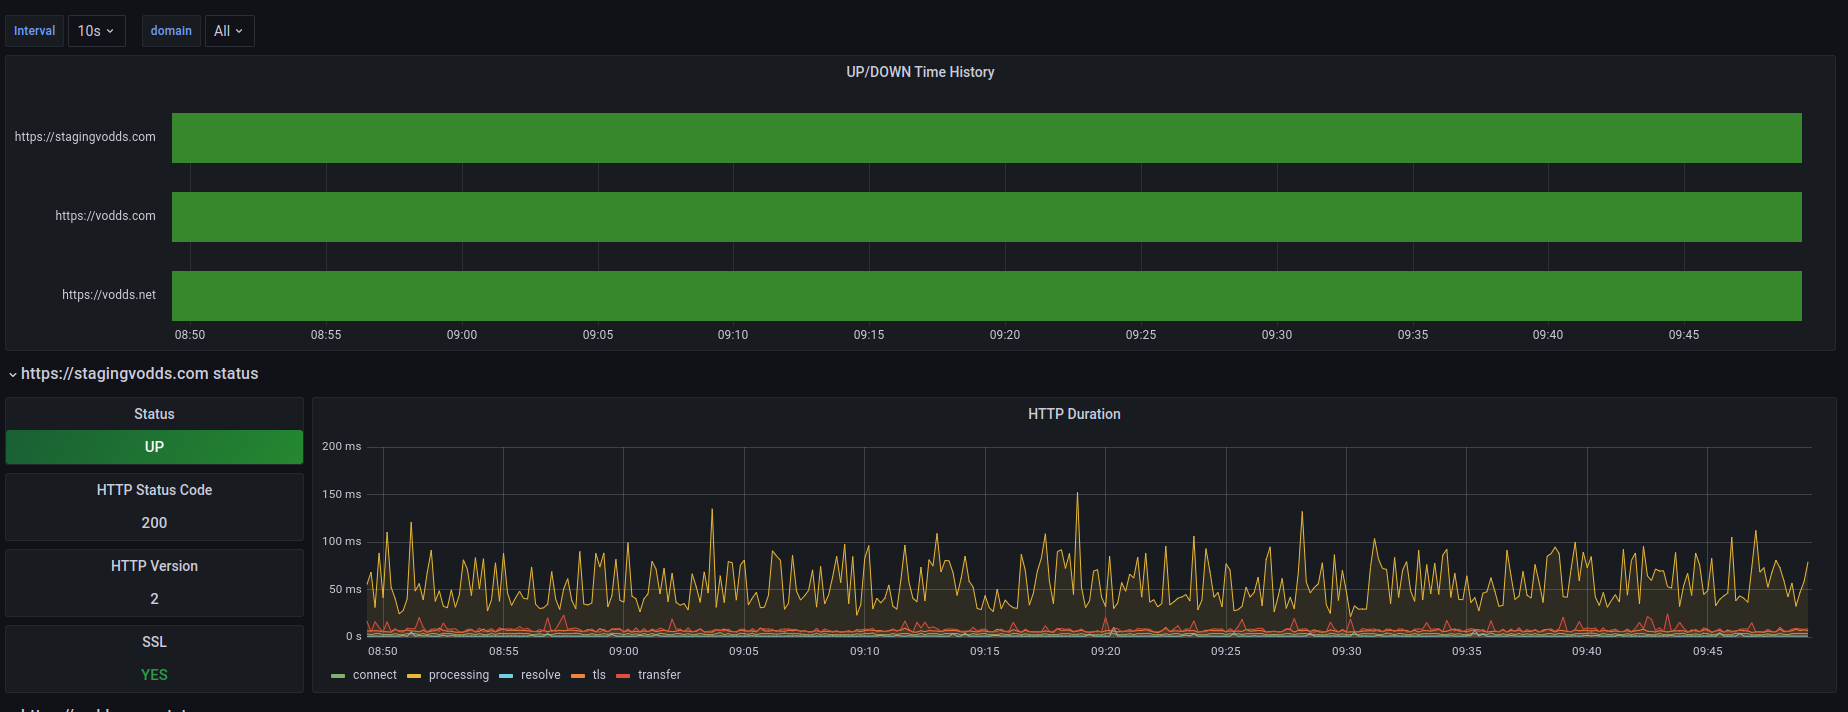 Interval 10s domain All
UP/DOWN Time History
https://stagingvodds.com
https://vodds.com
https://vodds.net
08:50 08:55 09:00 09:05 09:10 09:15 09:20 09:25 09:30 09:35 09:40 09:45
https://stagingvodds.com status
Status
UP
HTTP Status Code
200
HTTP Version
2
SSL
YES
HTTP Duration
200 ms
150 ms
100 ms
50 ms
0 s
08:50 08:55 09:00 09:05 09:10 09:15 09:20 09:25 09:30 09:35 09:40 09:45
connect processing resolve tls transfer